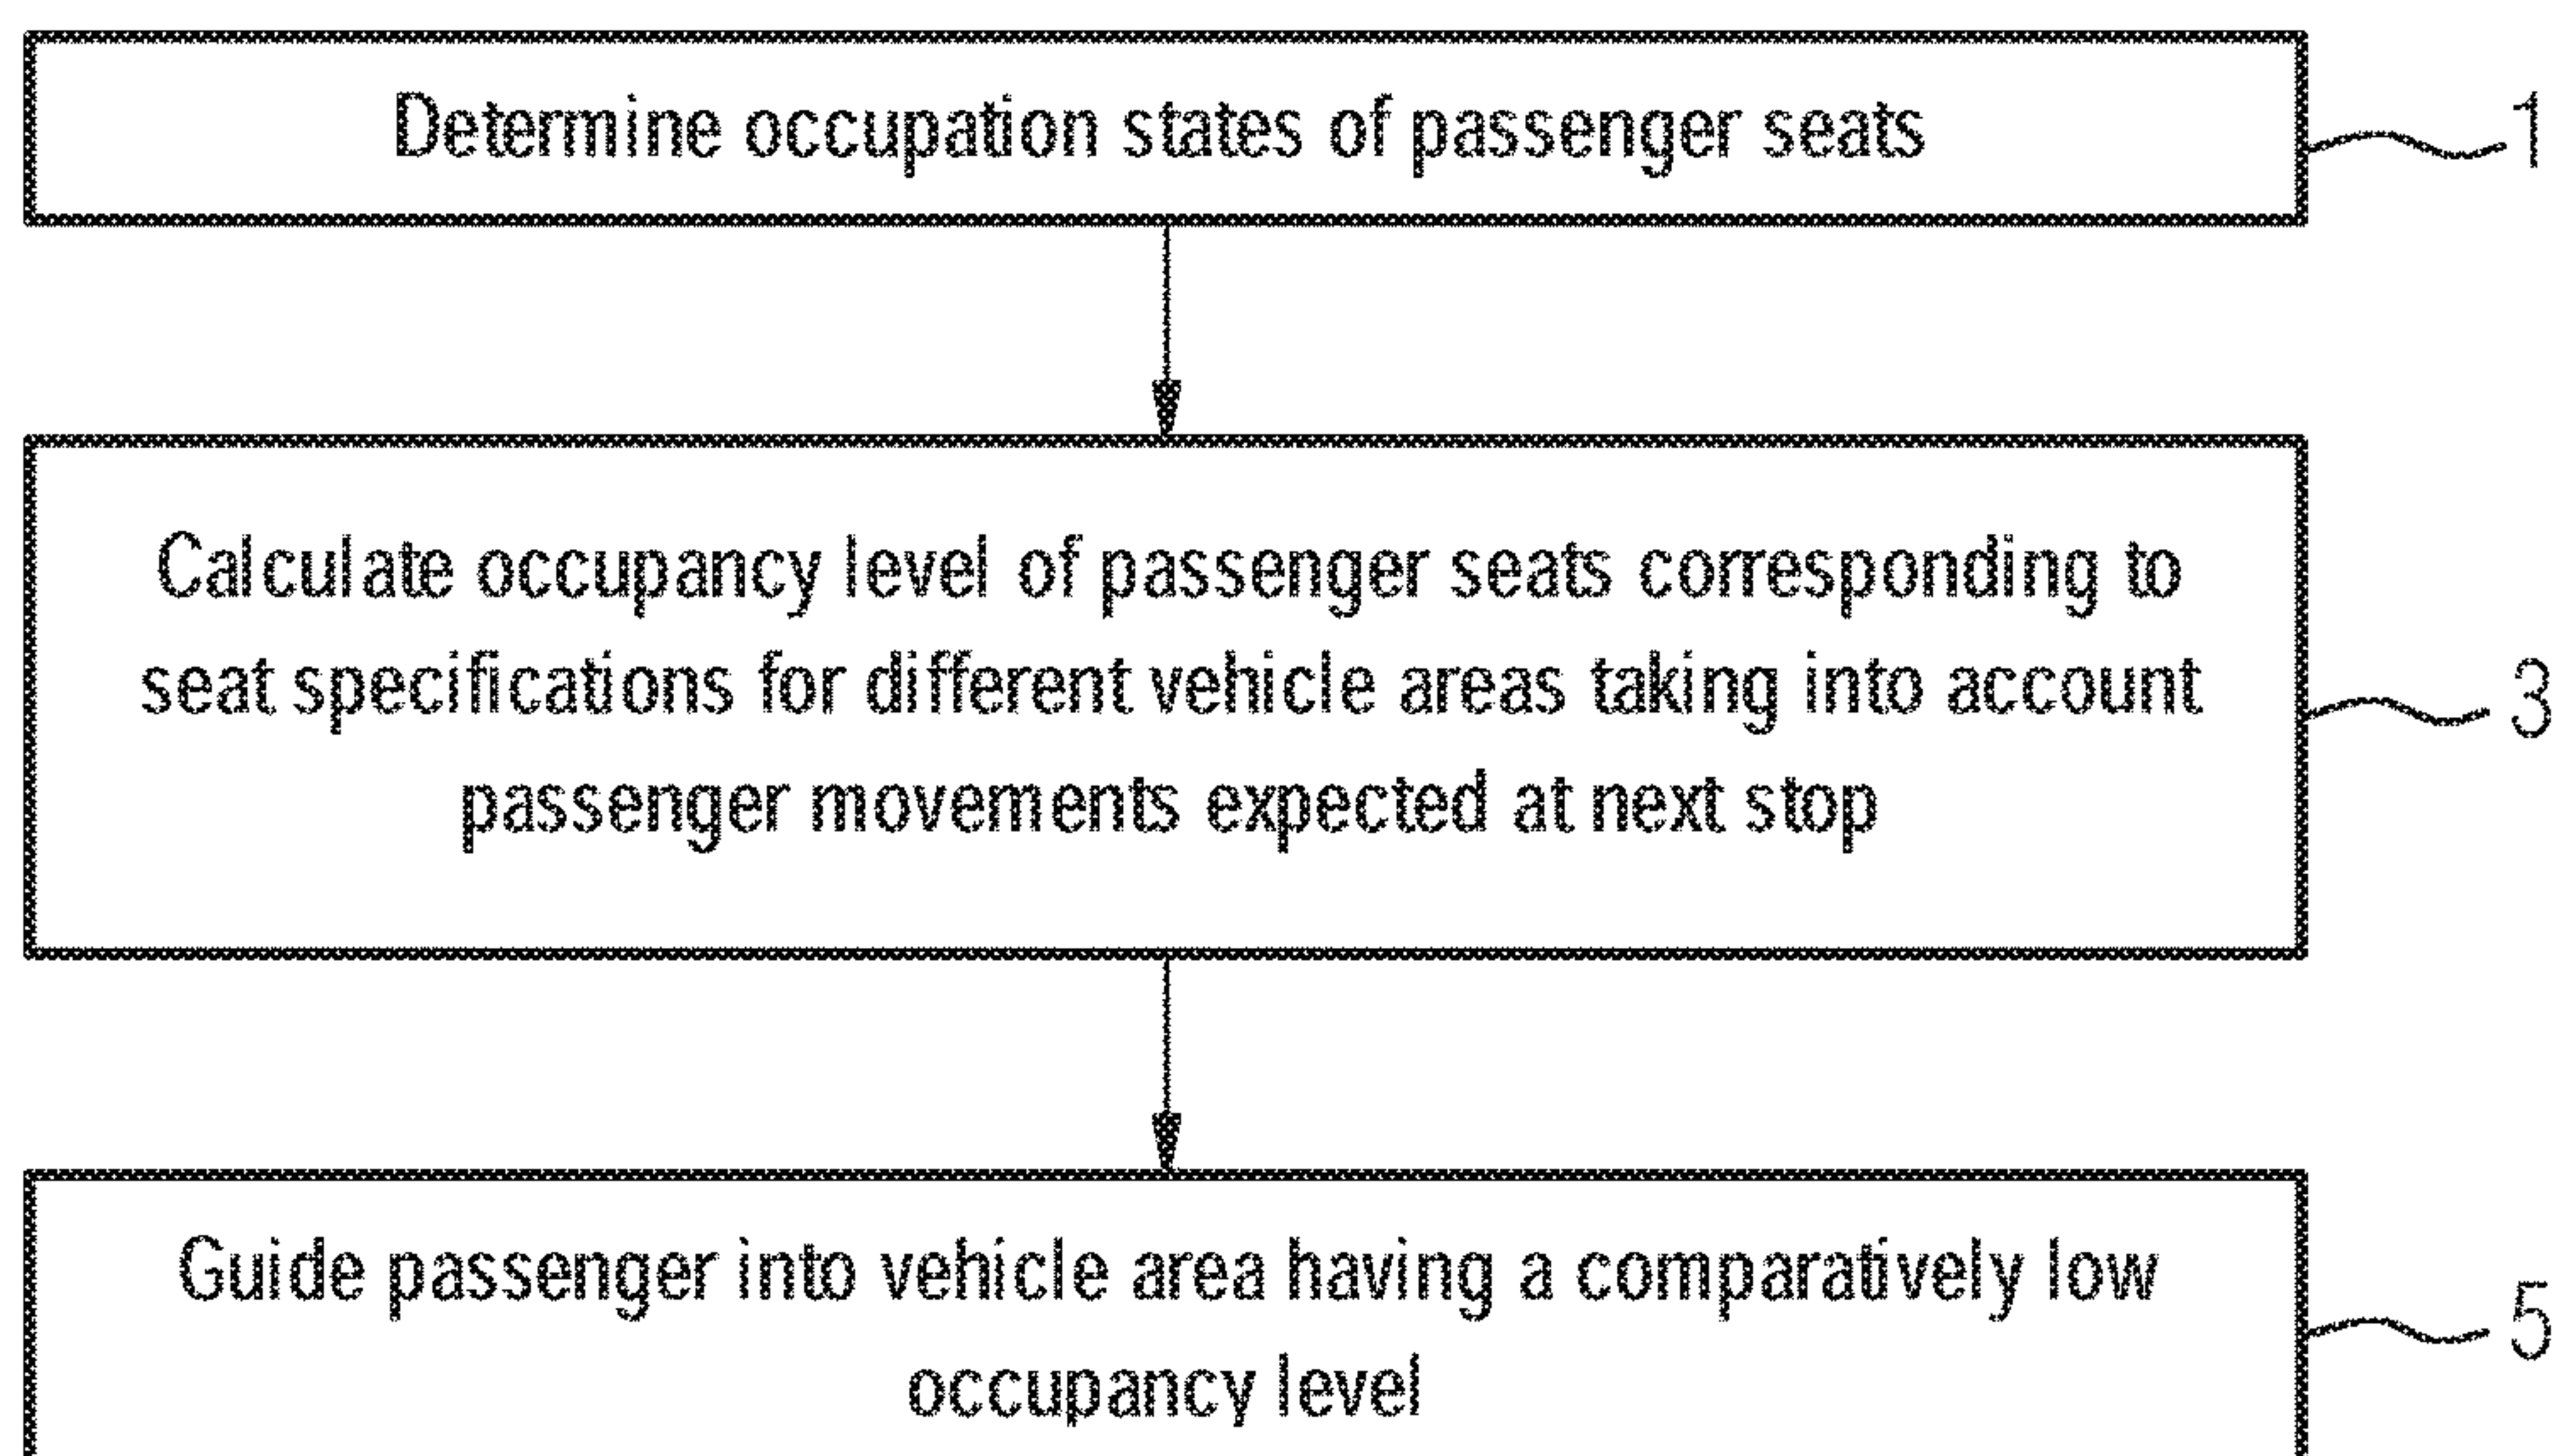 Determine occupation states of passenger seats
1
Calculate occupancy level of passenger seats corresponding to
seat specifications for different vehicle areas taking into account
passenger movements expected at next stop
3
Guide passenger into vehicle area having a comparatively low
occupancy level
5